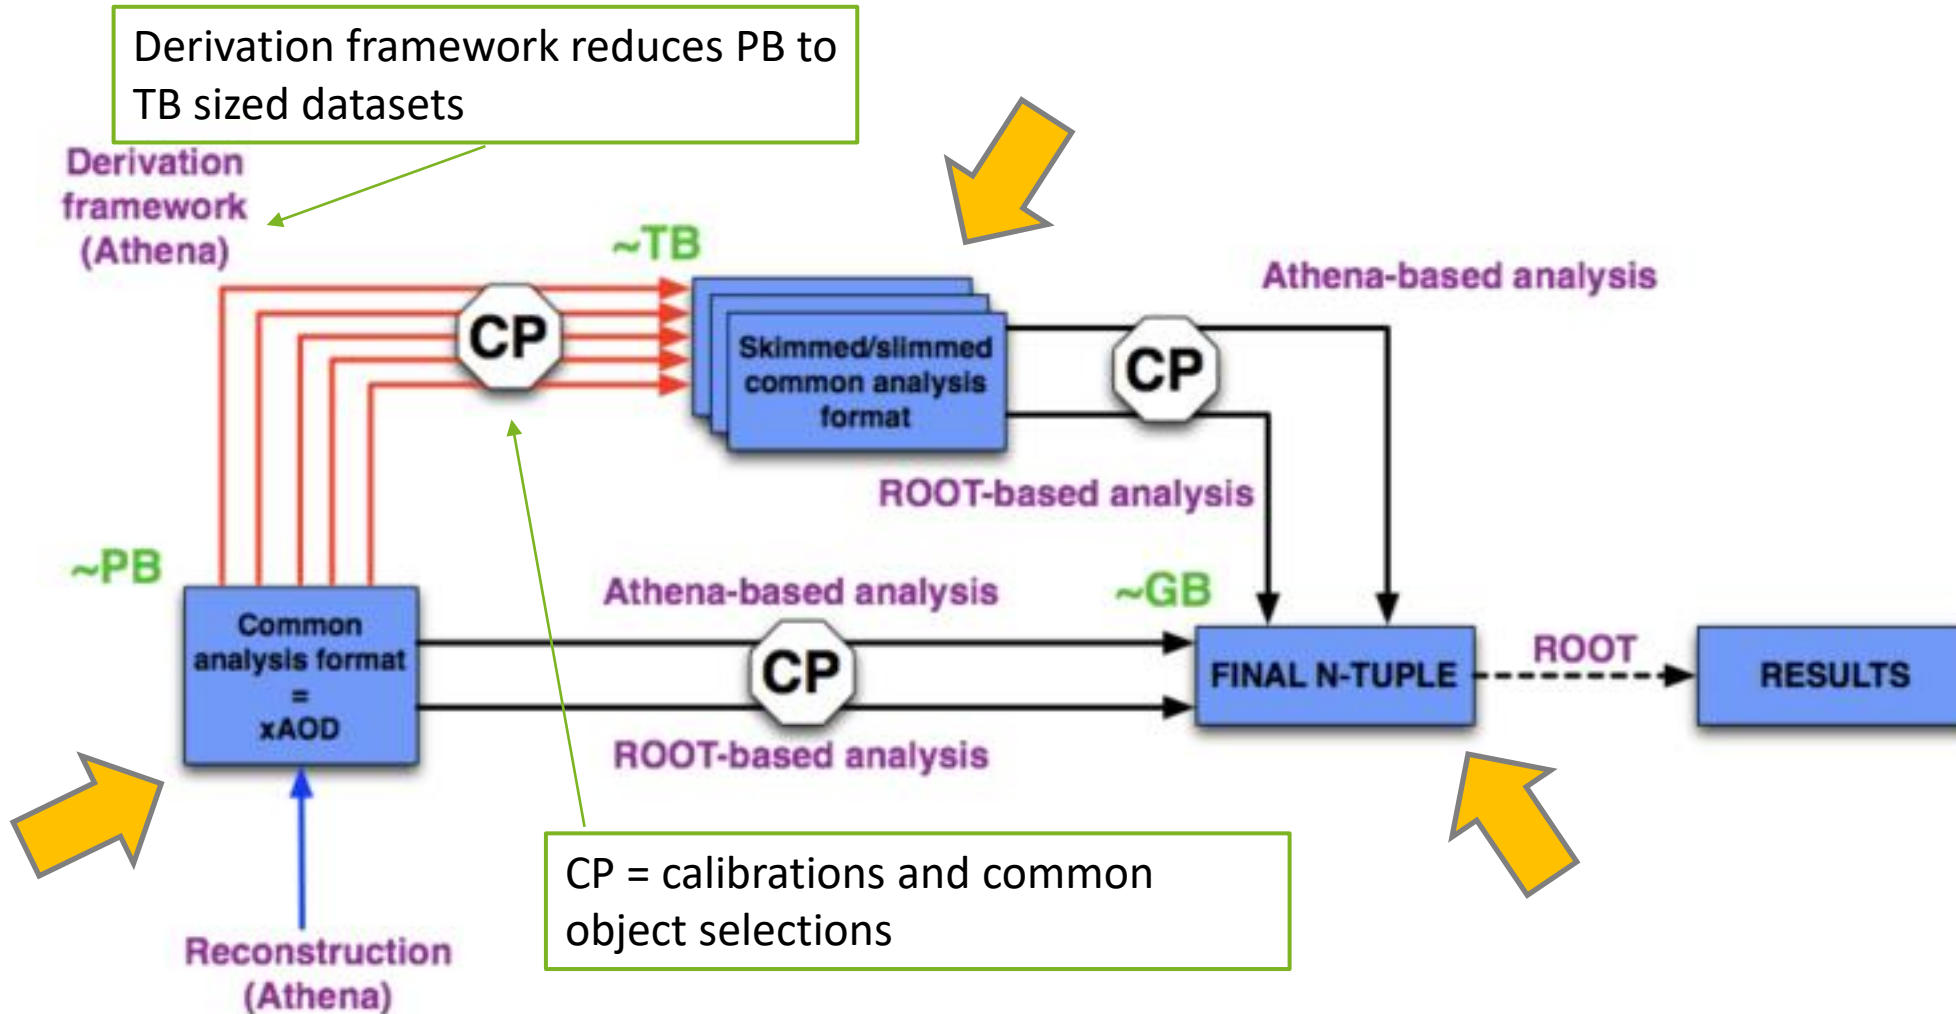 Derivation framework reduces PB to
TB sized datasets
Derivation
framework
(Athena)
~TB
CP
Skimmed/slimmed
common analysis
format
CP
Athena-based analysis
ROOT-based analysis
~PB
Common
analysis format
=
xAOD
Athena-based analysis
CP
ROOT-based analysis
~GB
FINAL N-TUPLE
ROOT
RESULTS
CP = calibrations and common
object selections
Reconstruction
(Athena)